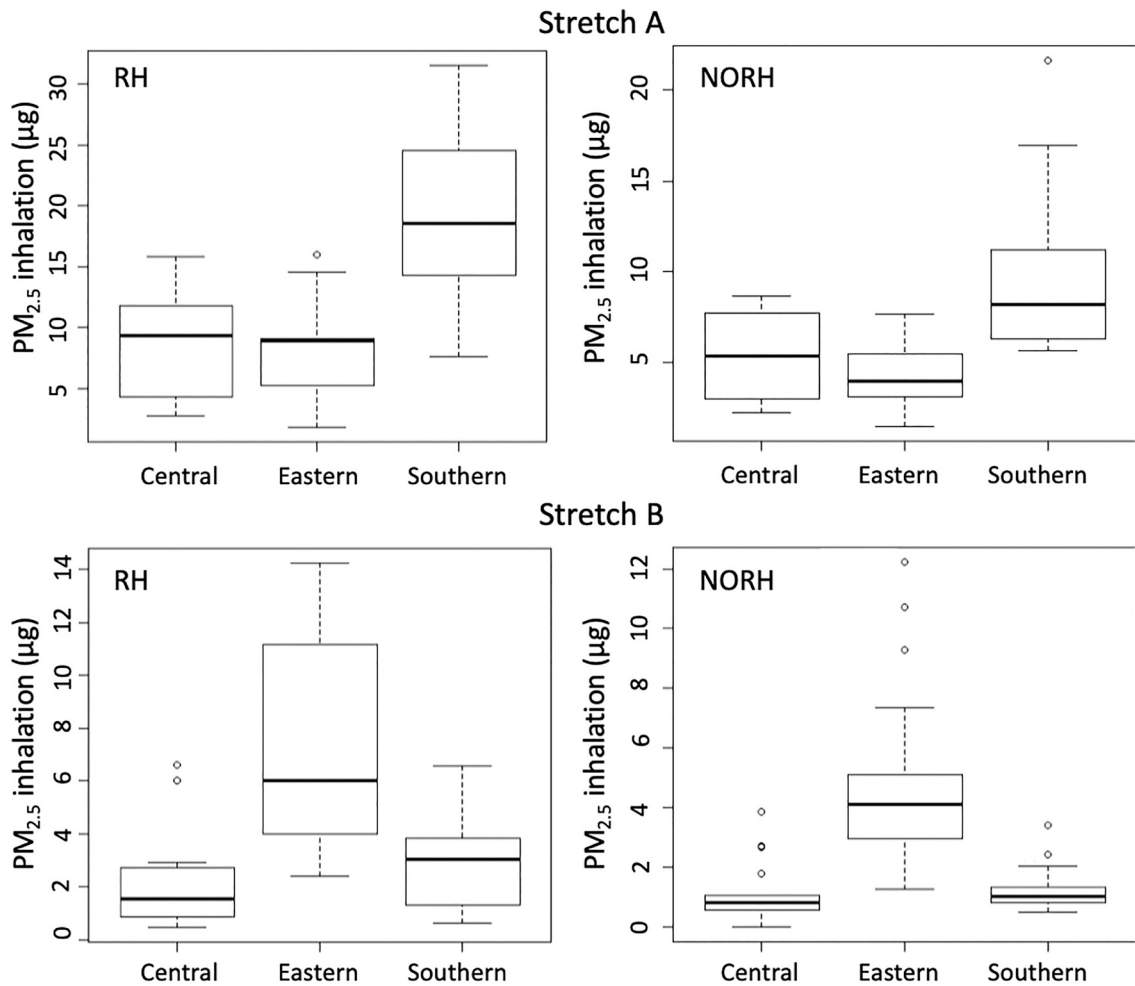 Stretch A
RH
PM2.5 inhalation (µg)
30
25
20
15
10
5
Central Eastern Southern
NORH
PM2.5 inhalation (µg)
20
15
10
5
Central Eastern Southern
Stretch B
RH
PM2.5 inhalation (µg)
14
12
10
8
6
4
2
0
Central Eastern Southern
NORH
PM2.5 inhalation (µg)
12
10
8
6
4
2
0
Central Eastern Southern